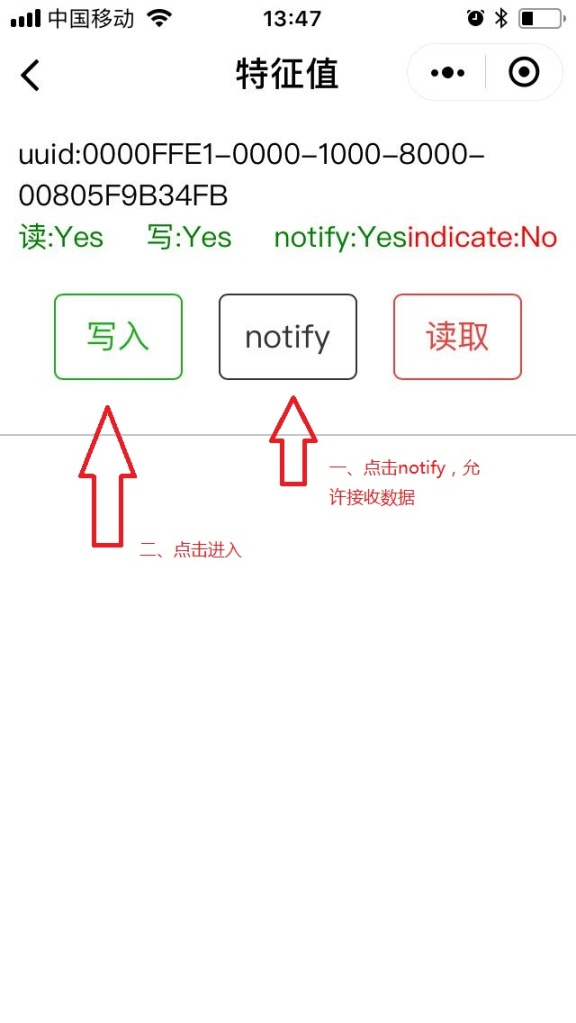 中国移动 13:47
特征值
uuid:0000FFE1-0000-1000-8000-
00805F9B34FB
读:Yes 写:Yes notify:Yesindicate:No
写入 notify 读取
一、点击notify，允
许接收数据
二、点击进入